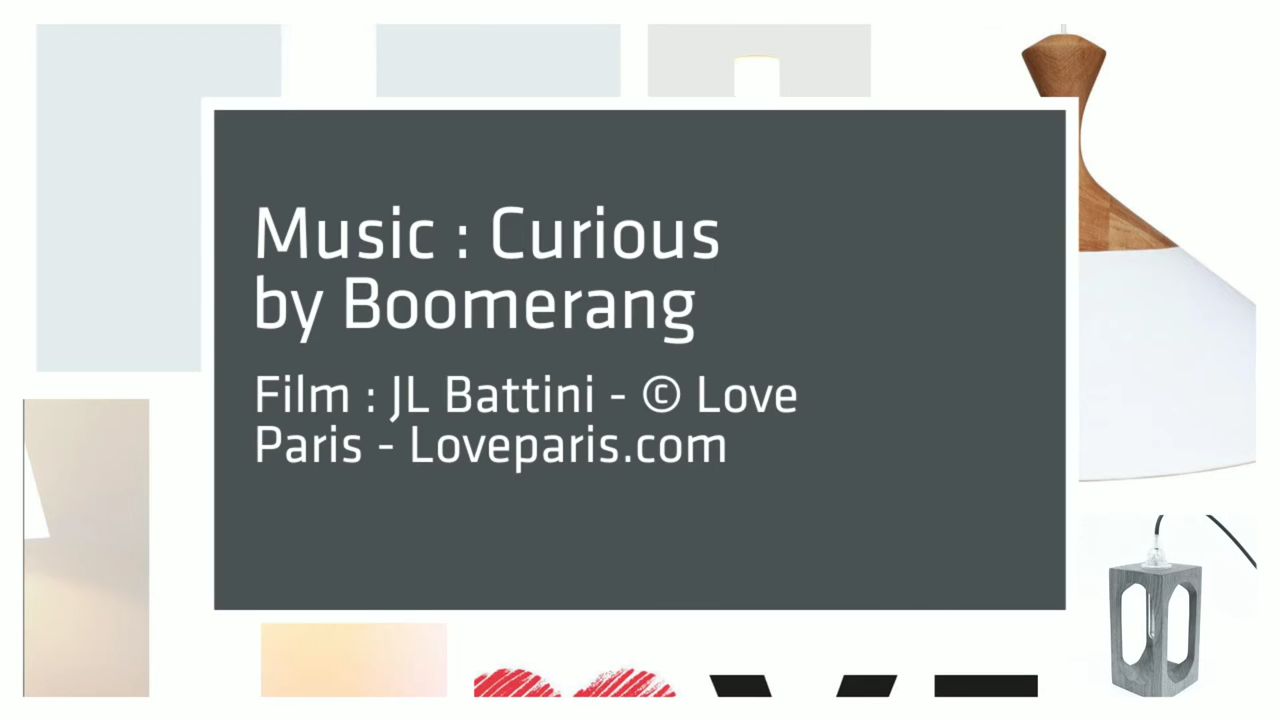 Music : Curious
by Boomerang
Film : JL Battini - © Love
Paris - Loveparis.com